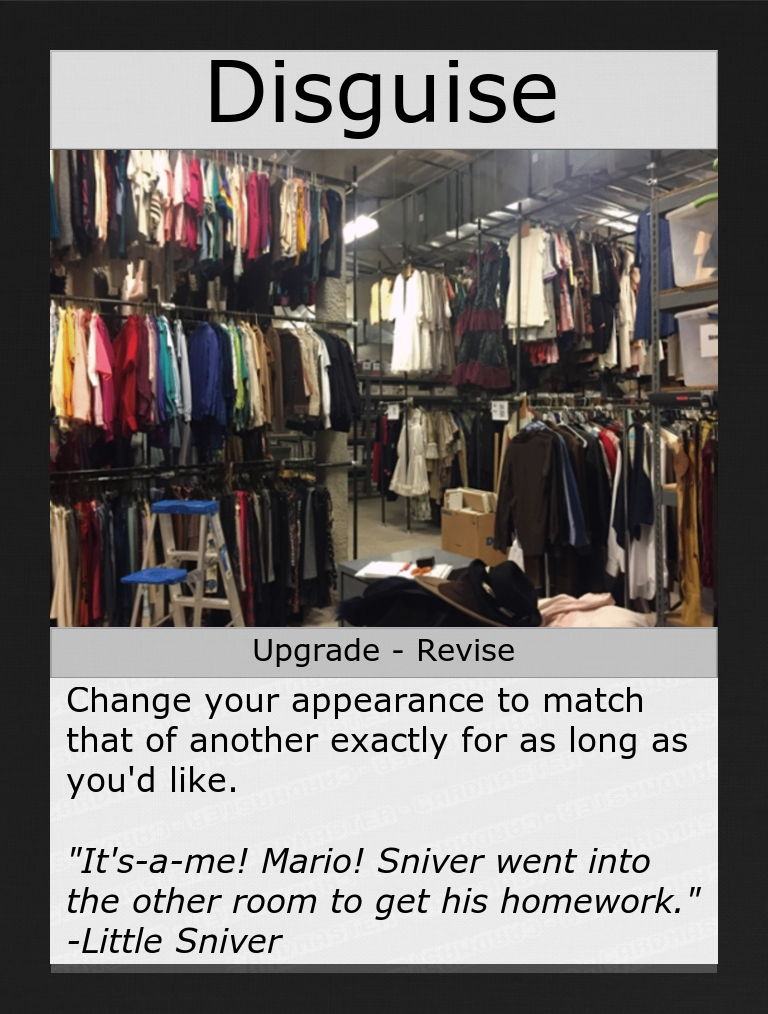 Disguise
Upgrade - Revise
Change your appearance to match
that of another exactly for as long as
you'd like.
"It's-a-me! Mario! Sniver went into
the other room to get his homework."
-Little Sniver